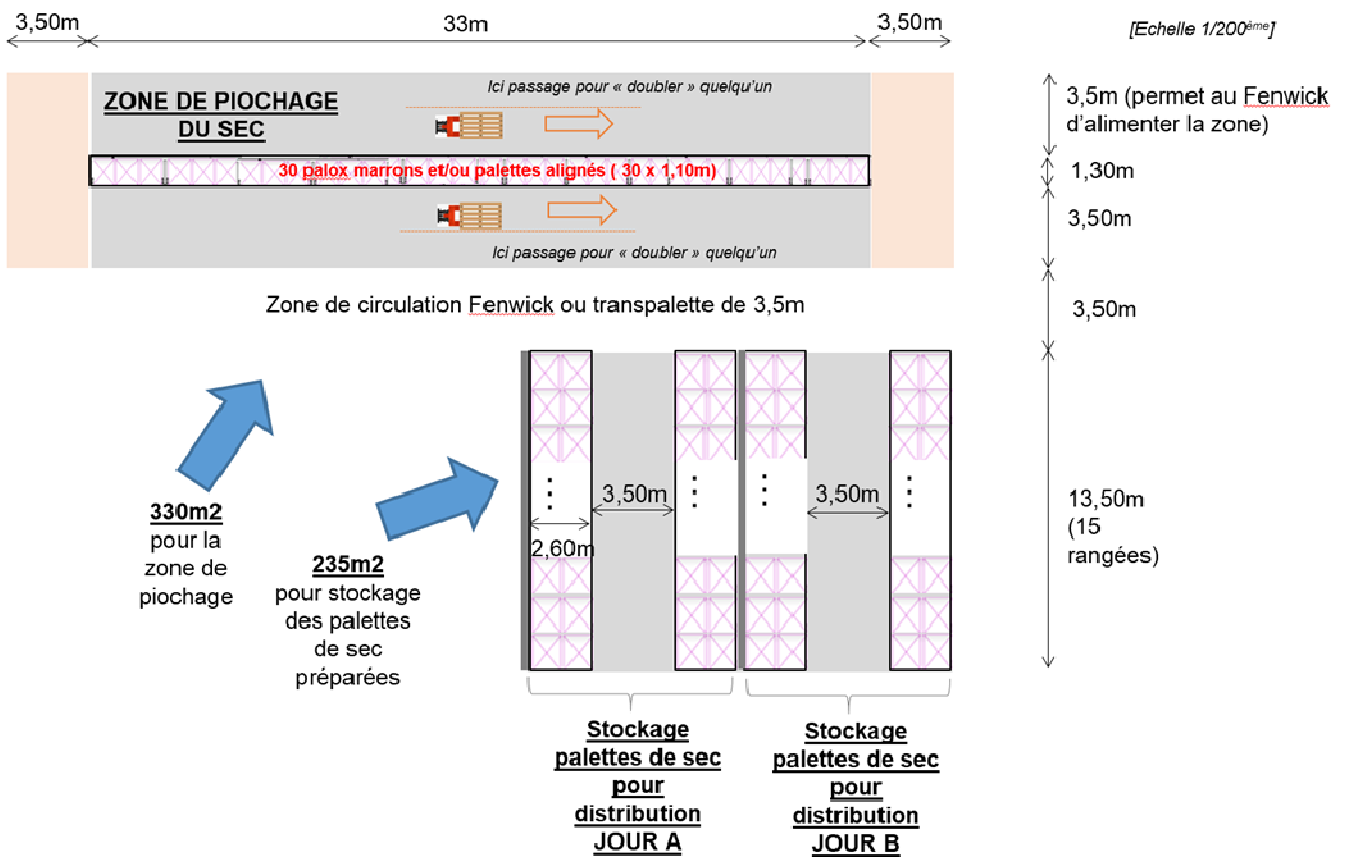 3,50m
33m
3,50m
[Echelle 1/200ème]
Ici passage pour « doubler » quelqu’un
ZONE DE PIOCHAGE
DU SEC
3,5m (permet au Fenwick
d’alimenter la zone)
30 palox marrons et/ou palettes alignés ( 30 x 1,10m)
1,30m
3,50m
Ici passage pour « doubler » quelqu’un
Zone de circulation Fenwick ou transpalette de 3,5m
3,50m
3,50m
3,50m
2,60m
13,50m
(15
rangées)
330m2
pour la
zone de
piochage
235m2
pour stockage
des palettes
de sec
préparées
Stockage
palettes de sec
pour
distribution
JOUR A
Stockage
palettes de sec
pour
distribution
JOUR B